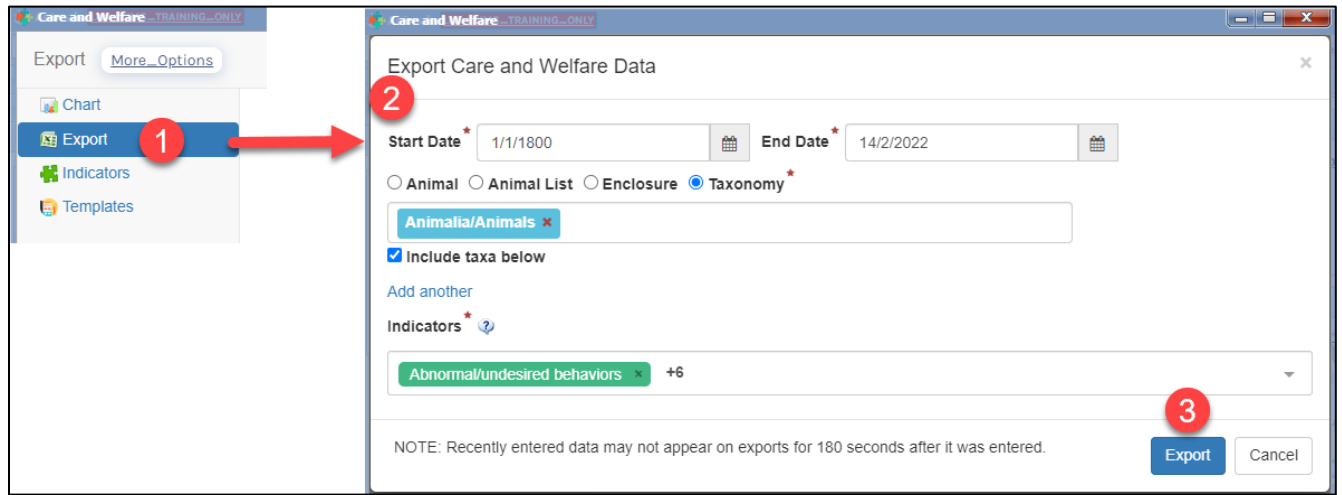 Care and Welfare _TRAINING_ONLY
Export More_Options
Chart
Export 1
Indicators
Templates
Care and Welfare _TRAINING_ONLY
Export Care and Welfare Data ×
2
Start Date* 1/1/1800 End Date* 14/2/2022
Animal Animal List Enclosure Taxonomy*
Animalia/Animals ×
Include taxa below
Add another
Indicators* ?
Abnormal/undesired behaviors × +6
3
NOTE: Recently entered data may not appear on exports for 180 seconds after it was entered. Export Cancel